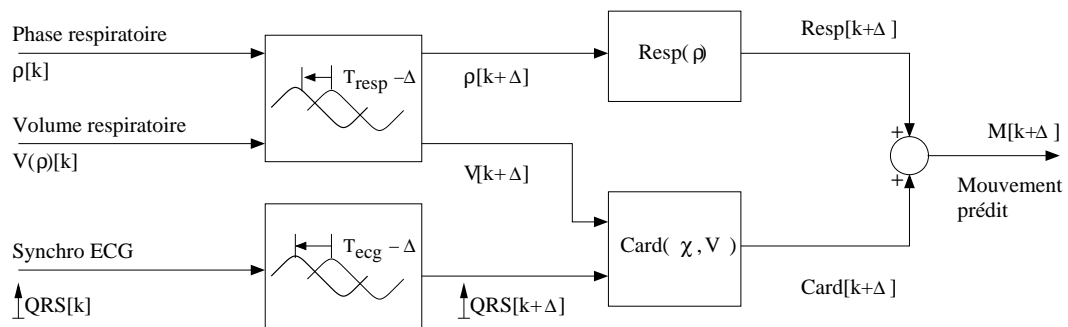 Phase respiratoire
ρ[k]
Volume respiratoire
V(ρ)[k]
Synchro ECG
QRS[k]
T_resp −Δ
T_ecg −Δ
ρ[k+Δ]
V[k+Δ]
QRS[k+Δ]
Resp(ρ)
Card( χ, V )
Resp[k+Δ]
Card[k+Δ]
+
+
M[k+Δ]
Mouvement
prédit